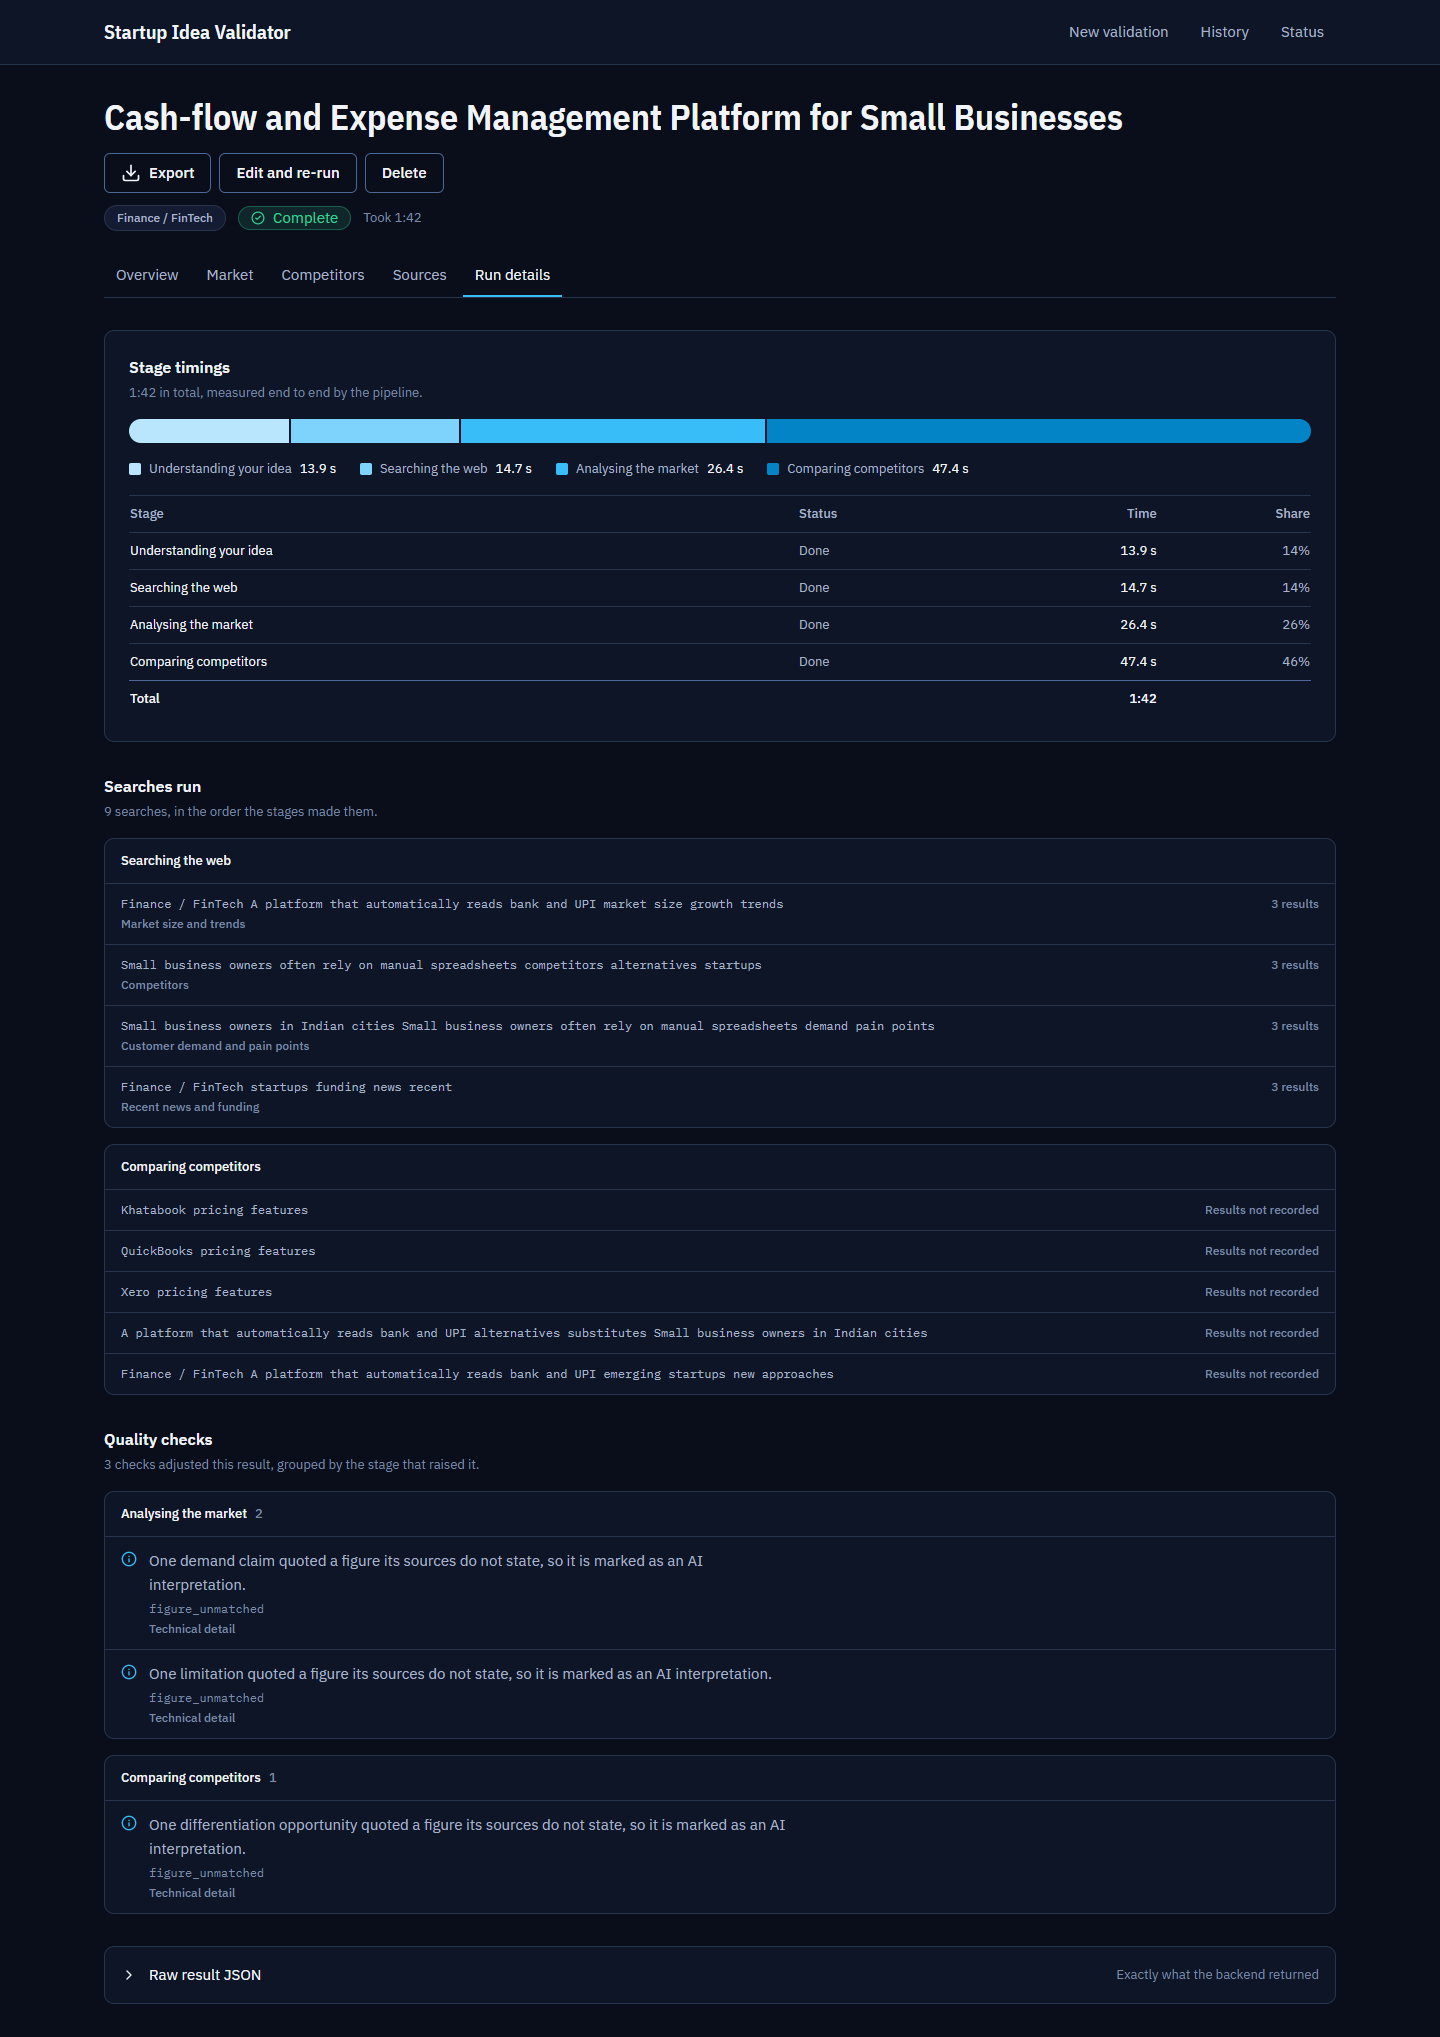 Startup Idea Validator
New validation History Status
Cash-flow and Expense Management Platform for Small Businesses
Export Edit and re-run Delete
Finance / FinTech Complete Took 1:42
Overview Market Competitors Sources Run details
Stage timings
1:42 in total, measured end to end by the pipeline.
Understanding your idea 13.9 s Searching the web 14.7 s Analysing the market 26.4 s Comparing competitors 47.4 s
Stage Status Time Share
Understanding your idea Done 13.9 s 14%
Searching the web Done 14.7 s 14%
Analysing the market Done 26.4 s 26%
Comparing competitors Done 47.4 s 46%
Total 1:42
Searches run
9 searches, in the order the stages made them.
Searching the web
Finance / FinTech A platform that automatically reads bank and UPI market size growth trends 3 results
Market size and trends
Small business owners often rely on manual spreadsheets competitors alternatives startups 3 results
Competitors
Small business owners in Indian cities Small business owners often rely on manual spreadsheets demand pain points 3 results
Customer demand and pain points
Finance / FinTech startups funding news recent 3 results
Recent news and funding
Comparing competitors
Khatabook pricing features Results not recorded
QuickBooks pricing features Results not recorded
Xero pricing features Results not recorded
A platform that automatically reads bank and UPI alternatives substitutes Small business owners in Indian cities Results not recorded
Finance / FinTech A platform that automatically reads bank and UPI emerging startups new approaches Results not recorded
Quality checks
3 checks adjusted this result, grouped by the stage that raised it.
Analysing the market 2
One demand claim quoted a figure its sources do not state, so it is marked as an AI
interpretation.
figure_unmatched
Technical detail
One limitation quoted a figure its sources do not state, so it is marked as an AI interpretation.
figure_unmatched
Technical detail
Comparing competitors 1
One differentiation opportunity quoted a figure its sources do not state, so it is marked as an AI
interpretation.
figure_unmatched
Technical detail
Raw result JSON Exactly what the backend returned